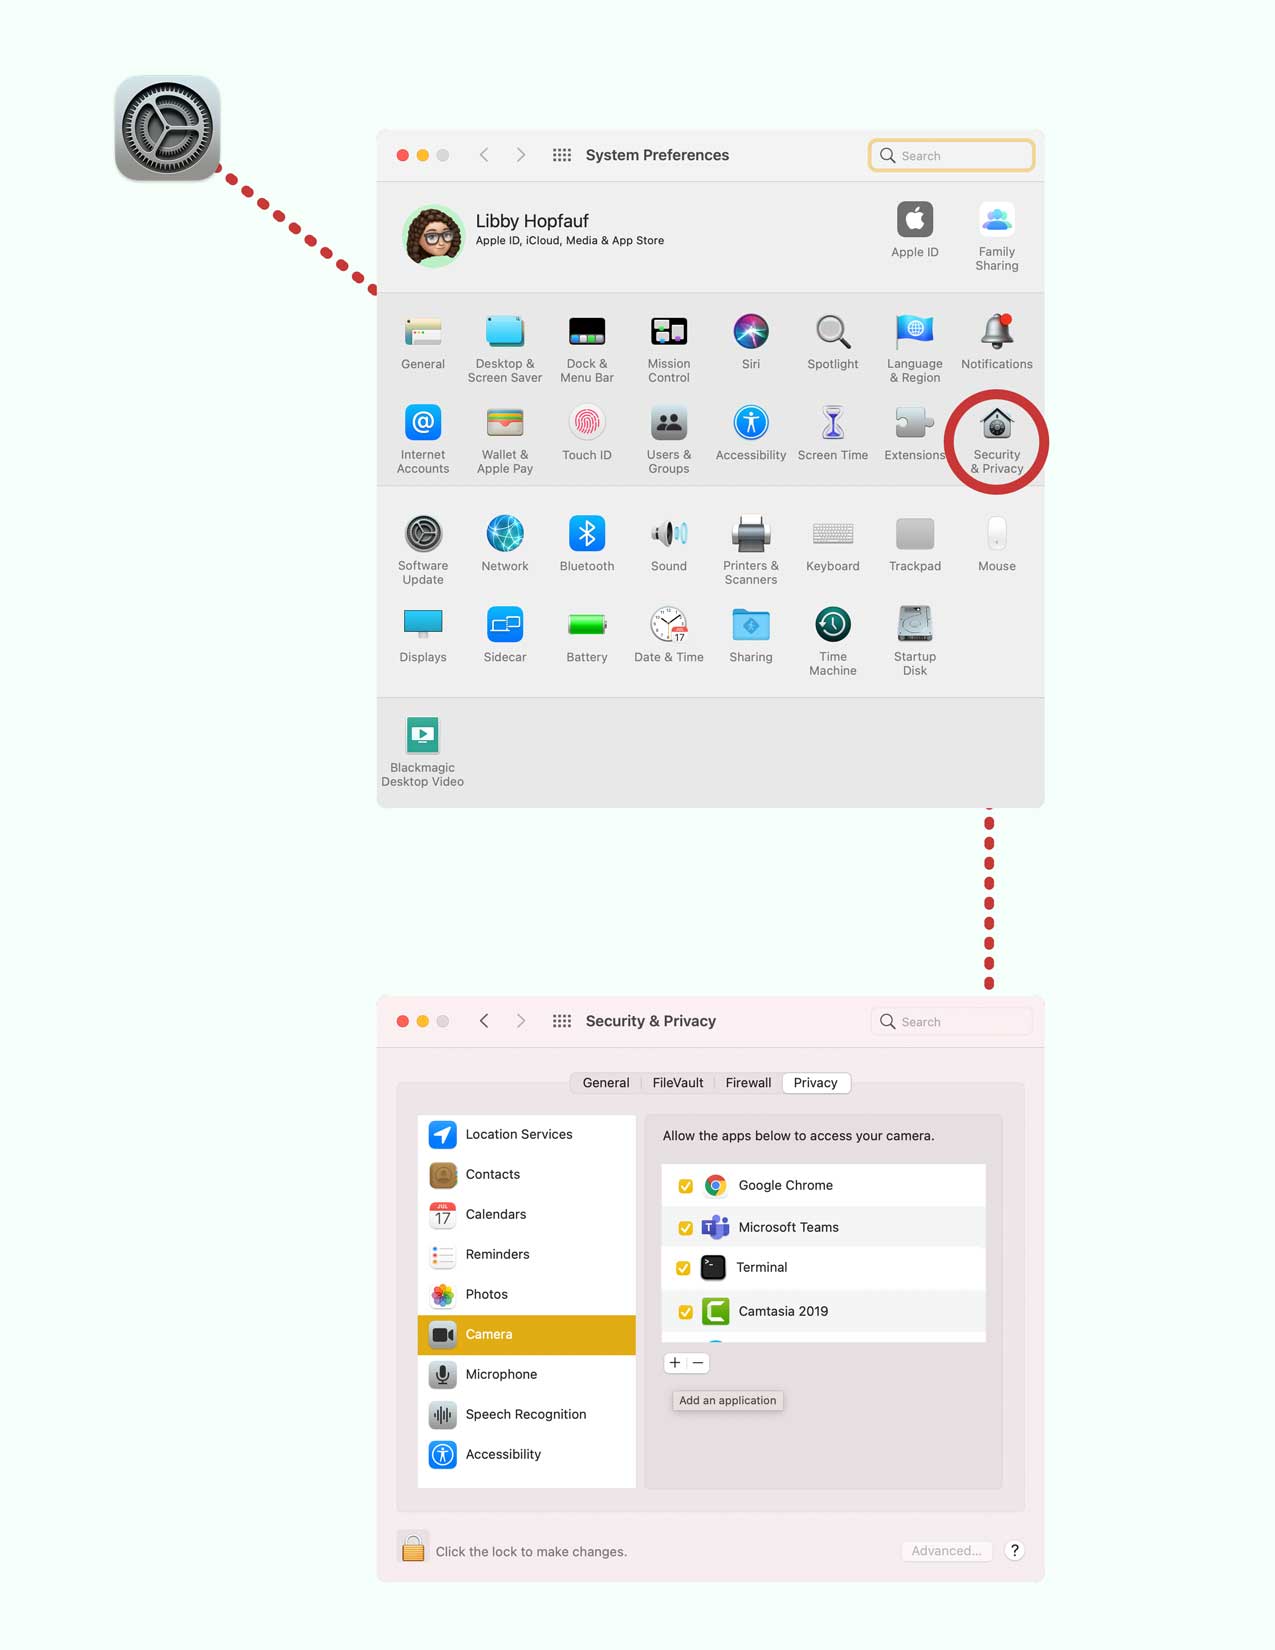 System Preferences
Search
Libby Hopfauf
Apple ID, iCloud, Media & App Store
Apple ID
Family
Sharing
General
Desktop &
Screen Saver
Dock &
Menu Bar
Mission
Control
Siri
Spotlight
Language
& Region
Notifications
Internet
Accounts
Wallet &
Apple Pay
Touch ID
Users &
Groups
Accessibility
Screen Time
Extensions
Security
& Privacy
Software
Update
Network
Bluetooth
Sound
Printers &
Scanners
Keyboard
Trackpad
Mouse
Displays
Sidecar
Battery
17
Date & Time
Sharing
Time
Machine
Startup
Disk
Blackmagic
Desktop Video
Security & Privacy
Search
General
FileVault
Firewall
Privacy
Location Services
Contacts
JUL
17
Calendars
Reminders
Photos
Camera
Microphone
Speech Recognition
Accessibility
Allow the apps below to access your camera.
Google Chrome
Microsoft Teams
Terminal
Camtasia 2019
+ −
Add an application
Click the lock to make changes.
Advanced...
?